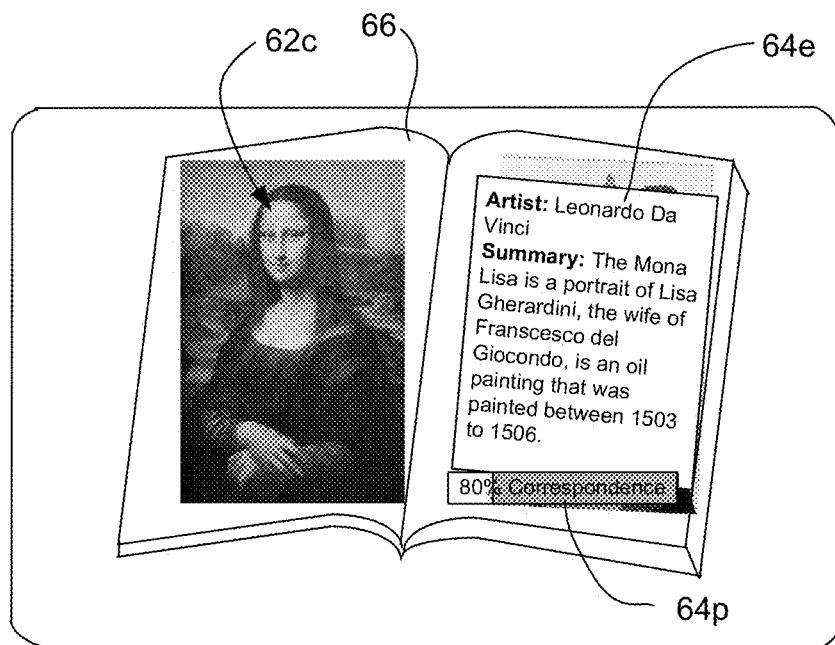 62c
66
64e
Artist: Leonardo Da
Vinci
Summary: The Mona
Lisa is a portrait of Lisa
Gherardini, the wife of
Franscesco del
Giocondo, is an oil
painting that was
painted between 1503
to 1506.
80% Correspondence
64p